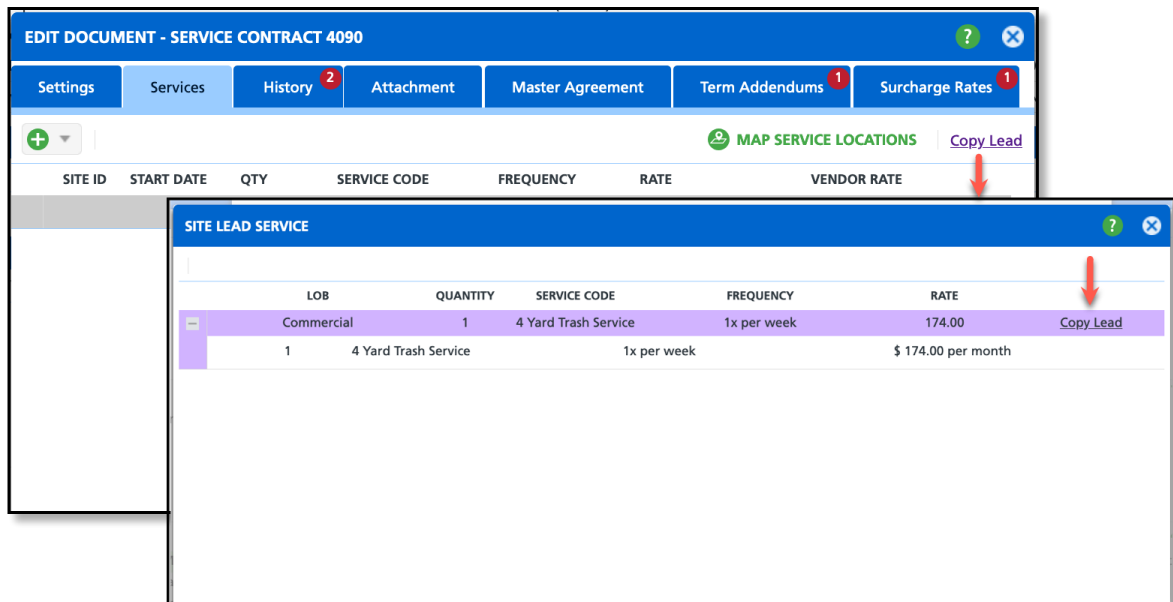 EDIT DOCUMENT - SERVICE CONTRACT 4090 ?
Settings Services History 2 Attachment Master Agreement Term Addendums 1 Surcharge Rates 1
MAP SERVICE LOCATIONS Copy Lead
SITE ID START DATE QTY SERVICE CODE FREQUENCY RATE VENDOR RATE
SITE LEAD SERVICE ?
LOB QUANTITY SERVICE CODE FREQUENCY RATE
Commercial 1 4 Yard Trash Service 1x per week 174.00 Copy Lead
1 4 Yard Trash Service 1x per week $ 174.00 per month